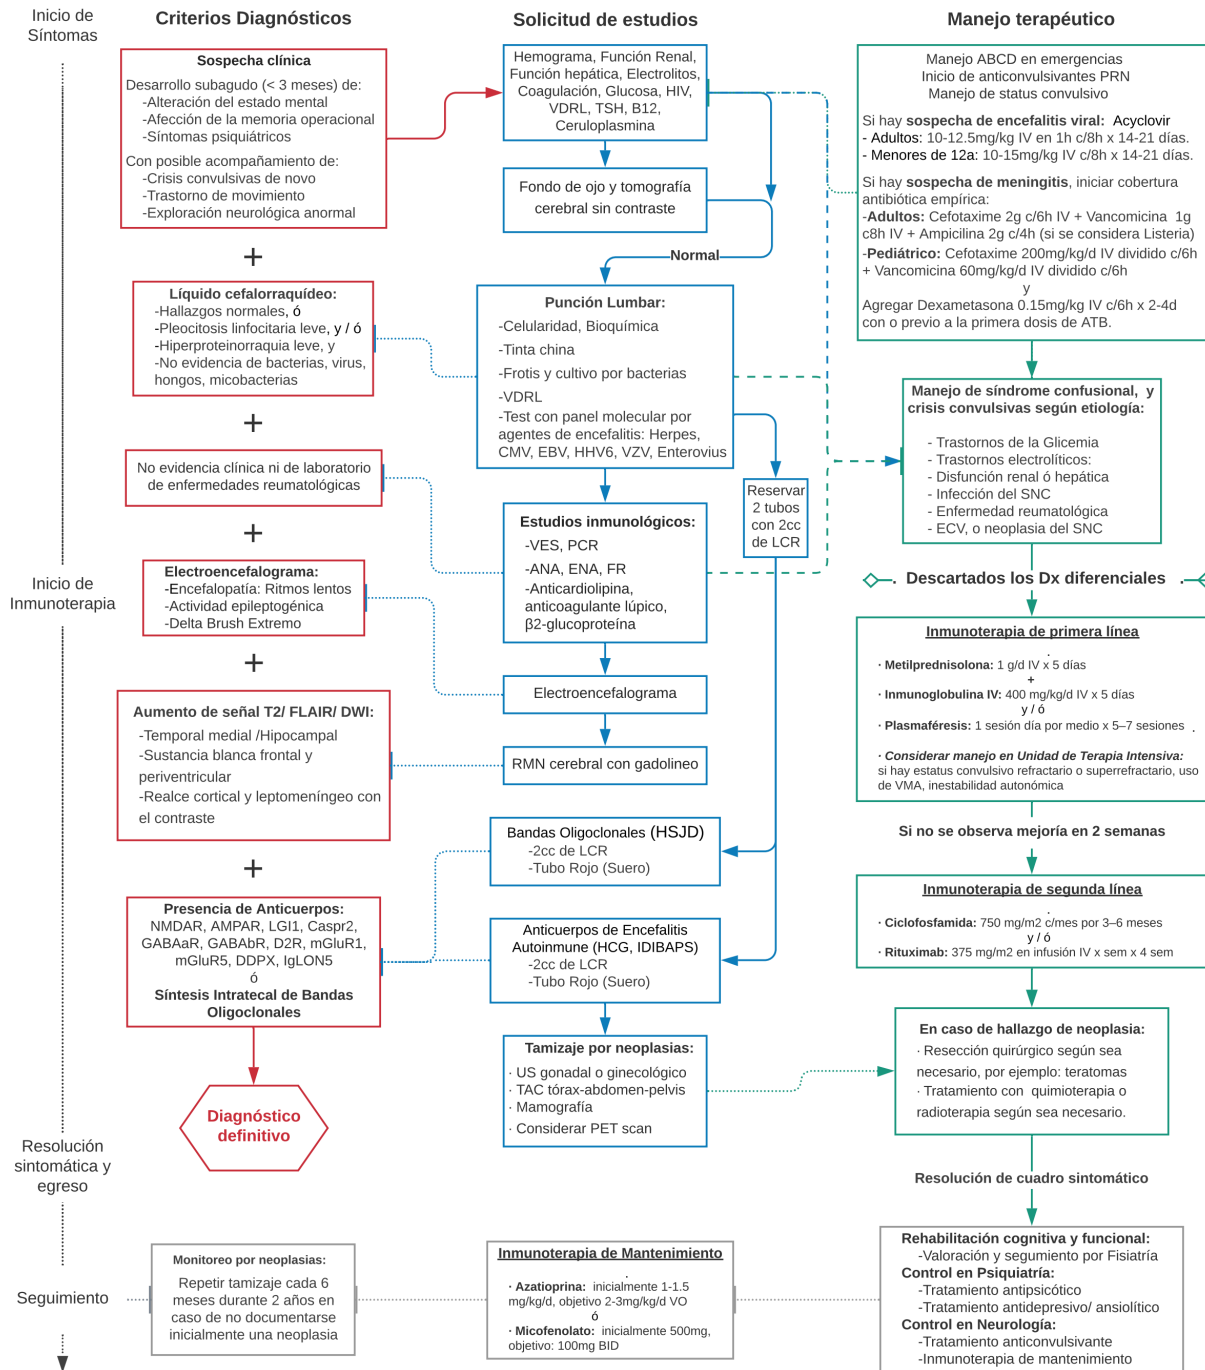 Inicio de
Síntomas
Criterios Diagnósticos
Solicitud de estudios
Manejo terapéutico
Sospecha clínica
Desarrollo subagudo (< 3 meses) de:
-Alteración del estado mental
-Afección de la memoria operacional
-Síntomas psiquiátricos
Con posible acompañamiento de:
-Crisis convulsivas de novo
-Trastorno de movimiento
-Exploración neurológica anormal
+
Líquido cefalorraquídeo:
-Hallazgos normales, ó
-Pleocitosis linfocitaria leve, y / ó
-Hiperproteinorraquia leve, y
-No evidencia de bacterias, virus,
hongos, micobacterias
+
No evidencia clínica ni de laboratorio
de enfermedades reumatológicas
+
Inicio de
Inmunoterapia
Electroencefalograma:
-Encefalopatía: Ritmos lentos
-Actividad epileptogénica
-Delta Brush Extremo
+
Aumento de señal T2/ FLAIR/ DWI:
-Temporal medial /Hipocampal
-Sustancia blanca frontal y
periventricular
-Realce cortical y leptomeníngeo con
el contraste
+
Presencia de Anticuerpos:
NMDAR, AMPAR, LGI1, Caspr2,
GABAaR, GABAbR, D2R, mGluR1,
mGluR5, DDPX, IgLON5
ó
Síntesis Intratecal de Bandas
Oligoclonales
Diagnóstico
definitivo
Hemograma, Función Renal,
Función hepática, Electrolitos,
Coagulación, Glucosa, HIV,
VDRL, TSH, B12,
Ceruloplasmina
Fondo de ojo y tomografía
cerebral sin contraste
Normal
Punción Lumbar:
-Celularidad, Bioquímica
-Tinta china
-Frotis y cultivo por bacterias
-VDRL
-Test con panel molecular por
agentes de encefalitis: Herpes,
CMV, EBV, HHV6, VZV, Enterovius
Reservar
2 tubos
con 2cc
de LCR
Estudios inmunológicos:
-VES, PCR
-ANA, ENA, FR
-Anticardiolipina,
anticoagulante lúpico,
β2-glucoproteína
Electroencefalograma
RMN cerebral con gadolineo
Bandas Oligoclonales (HSJD)
-2cc de LCR
-Tubo Rojo (Suero)
Anticuerpos de Encefalitis
Autoinmune (HCG, IDIBAPS)
-2cc de LCR
-Tubo Rojo (Suero)
Tamizaje por neoplasias:
· US gonadal o ginecológico
· TAC tórax-abdomen-pelvis
· Mamografía
· Considerar PET scan
Manejo ABCD en emergencias
Inicio de anticonvulsivantes PRN
Manejo de status convulsivo
Si hay sospecha de encefalitis viral: Acyclovir
- Adultos: 10-12.5mg/kg IV en 1h c/8h x 14-21 días.
- Menores de 12a: 10-15mg/kg IV c/8h x 14-21 días.
Si hay sospecha de meningitis, iniciar cobertura
antibiótica empírica:
-Adultos: Cefotaxime 2g c/6h IV + Vancomicina 1g
c8h IV + Ampicilina 2g c/4h (si se considera Listeria)
-Pediátrico: Cefotaxime 200mg/kg/d IV dividido c/6h
+ Vancomicina 60mg/kg/d IV dividido c/6h
y
Agregar Dexametasona 0.15mg/kg IV c/6h x 2-4d
con o previo a la primera dosis de ATB.
Manejo de síndrome confusional, y
crisis convulsivas según etiología:
- Trastornos de la Glicemia
- Trastornos electrolíticos:
- Disfunción renal ó hepática
- Infección del SNC
- Enfermedad reumatológica
- ECV, o neoplasia del SNC
. Descartados los Dx diferenciales .
Inmunoterapia de primera línea
.
· Metilprednisolona: 1 g/d IV x 5 días
+
· Inmunoglobulina IV: 400 mg/kg/d IV x 5 días
y / ó
· Plasmaféresis: 1 sesión día por medio x 5–7 sesiones .
· Considerar manejo en Unidad de Terapia Intensiva:
si hay estatus convulsivo refractario o superrefractario, uso
de VMA, inestabilidad autonómica
Si no se observa mejoría en 2 semanas
Inmunoterapia de segunda línea
.
· Ciclofosfamida: 750 mg/m2 c/mes por 3–6 meses
y / ó
· Rituximab: 375 mg/m2 en infusión IV x sem x 4 sem
En caso de hallazgo de neoplasia:
· Resección quirúrgico según sea
necesario, por ejemplo: teratomas
· Tratamiento con quimioterapia o
radioterapia según sea necesario.
Resolución de cuadro sintomático
Resolución
sintomática y
egreso
Seguimiento
Monitoreo por neoplasias:
Repetir tamizaje cada 6
meses durante 2 años en
caso de no documentarse
inicialmente una neoplasia
Inmunoterapia de Mantenimiento
.
· Azatioprina: inicialmente 1-1.5
mg/kg/d, objetivo 2-3mg/kg/d VO
ó
· Micofenolato: inicialmente 500mg,
objetivo: 100mg BID
Rehabilitación cognitiva y funcional:
-Valoración y segumiento por Fisiatría
Control en Psiquiatría:
-Tratamiento antipsicótico
-Tratamiento antidepresivo/ ansiolítico
Control en Neurología:
-Tratamiento anticonvulsivante
-Inmunoterapia de mantenimiento